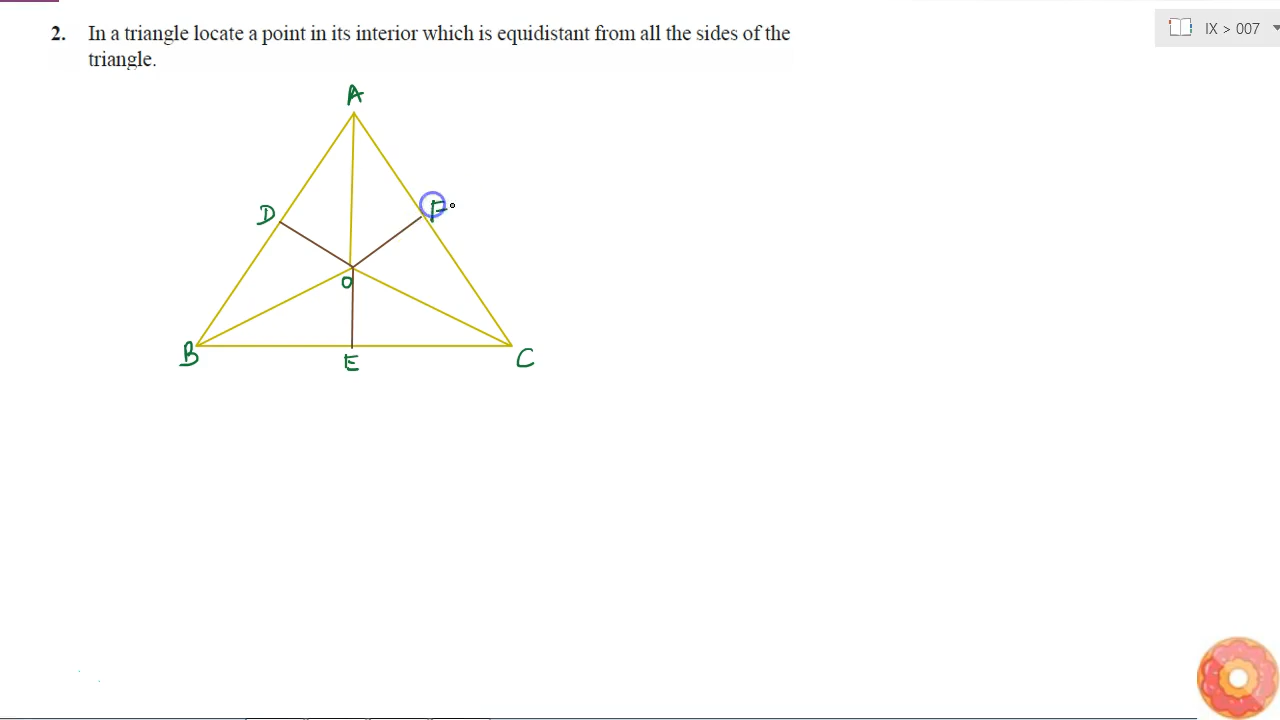 2. In a triangle locate a point in its interior which is equidistant from all the sides of the
triangle.
IX > 007
A
D
F
O
B
E
C